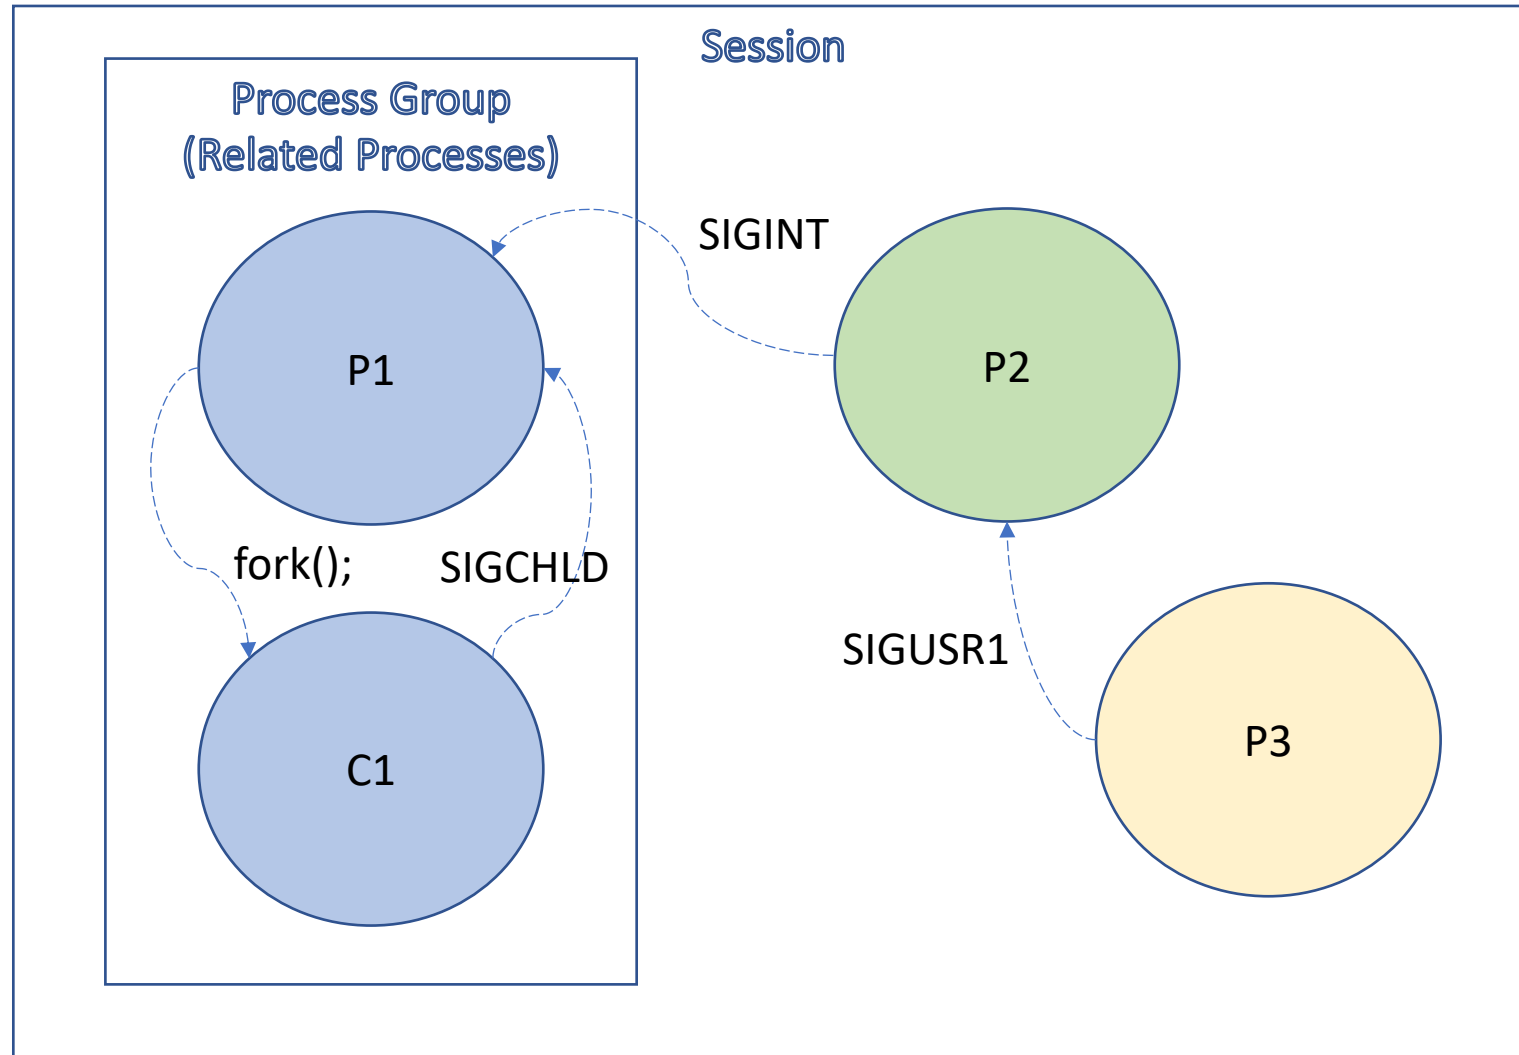 Session
Process Group
(Related Processes)
SIGINT
P1
P2
fork();
SIGCHLD
SIGUSR1
C1
P3